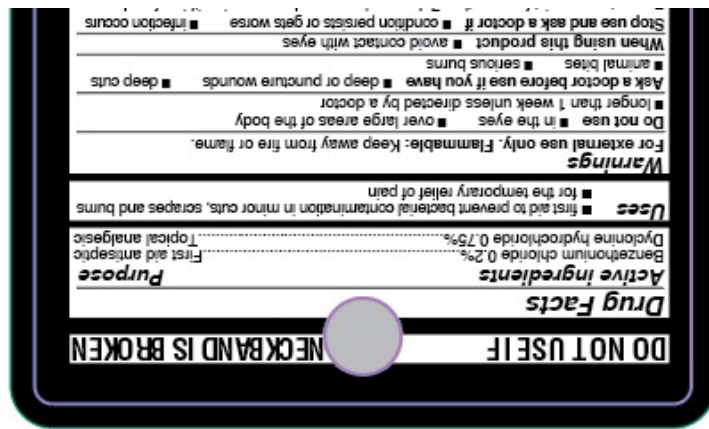 DO NOT USE IF NECKBAND IS BROKEN
Drug Facts
Active ingredients Purpose
Benzethonium chloride 0.2%......First aid antiseptic
Dyclonine hydrochloride 0.75%......Topical analgesic
Uses ■ first aid to prevent bacterial contamination in minor cuts, scrapes and burns
■ for the temporary relief of pain
Warnings
For external use only. Flammable: Keep away from fire or flame.
Do not use ■ in the eyes ■ over large areas of the body
■ longer than 1 week unless directed by a doctor
Ask a doctor before use if you have ■ deep or puncture wounds ■ deep cuts
■ animal bites ■ serious burns
When using this product ■ avoid contact with eyes
Stop use and ask a doctor if ■ condition persists or gets worse ■ infection occurs